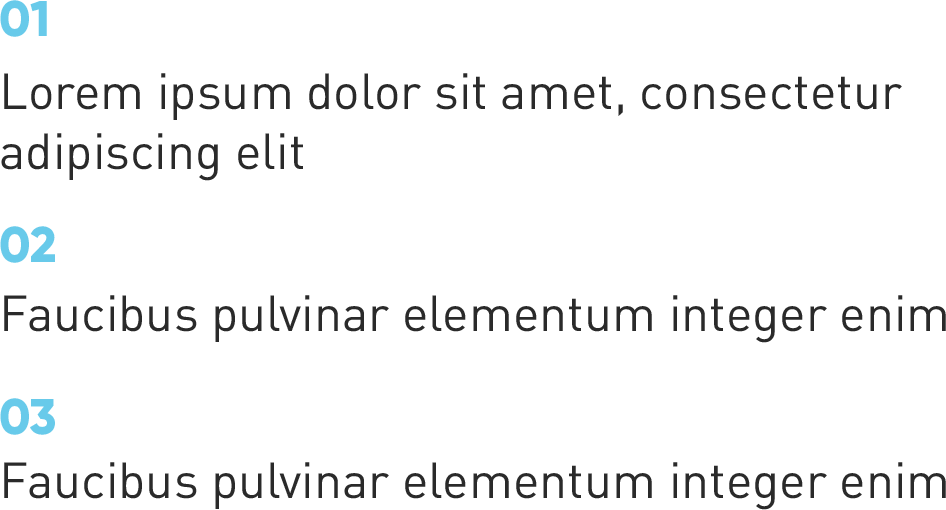 01
Lorem ipsum dolor sit amet, consectetur
adipiscing elit
02
Faucibus pulvinar elementum integer enim
03
Faucibus pulvinar elementum integer enim